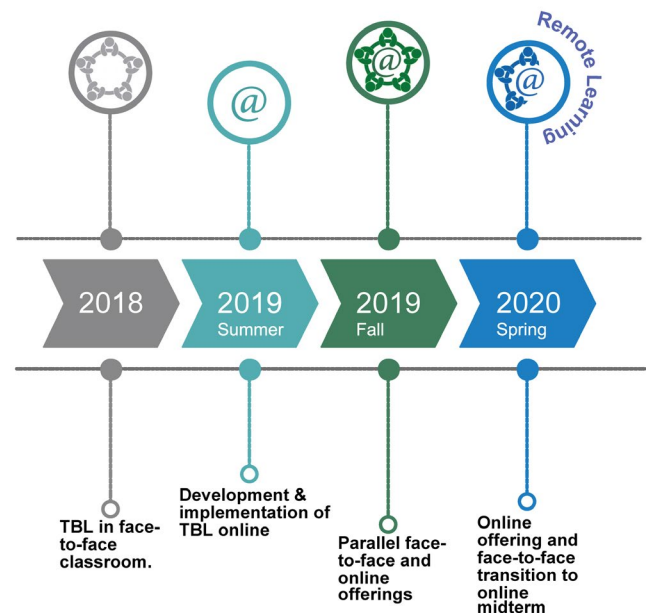 @
@
@
Remote Learning
2018
2019
Summer
2019
Fall
2020
Spring
TBL in face-
to-face
classroom.
Development &
implementation of
TBL online
Parallel face-
to-face and
online
offerings
Online
offering and
face-to-face
transition to
online
midterm